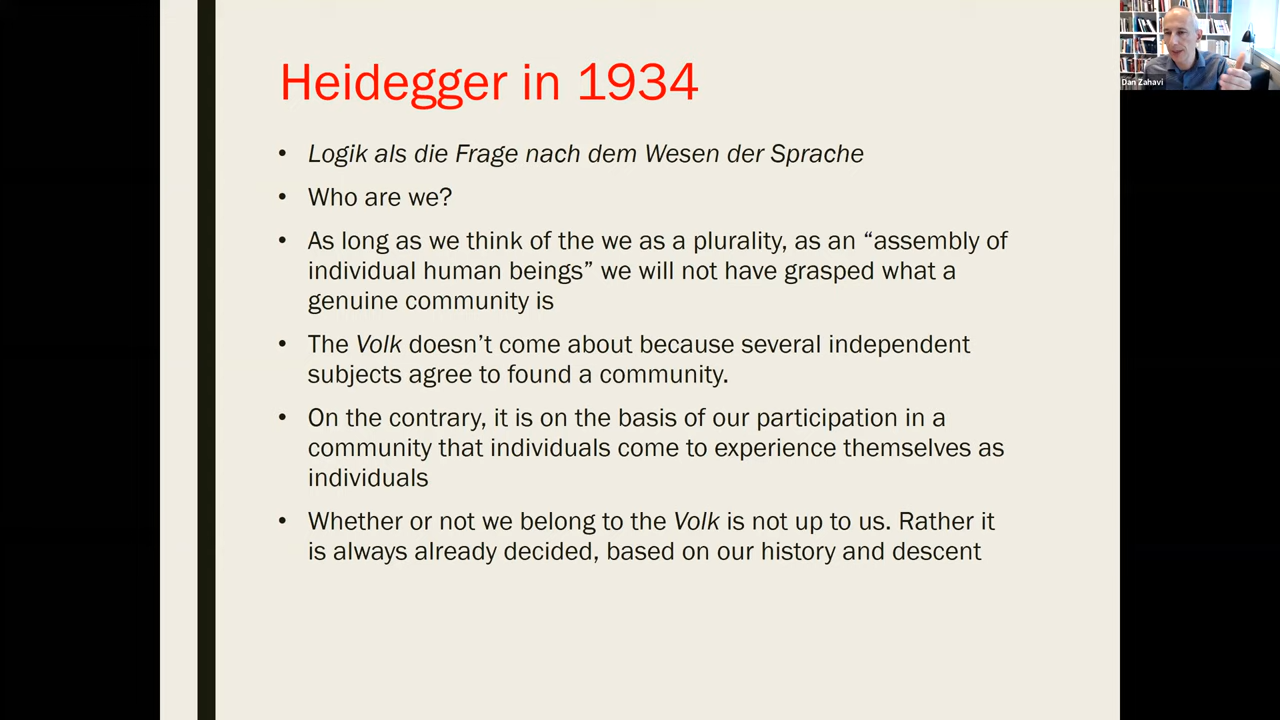 Heidegger in 1934
• Logik als die Frage nach dem Wesen der Sprache
• Who are we?
• As long as we think of the we as a plurality, as an “assembly of
individual human beings” we will not have grasped what a
genuine community is
• The Volk doesn’t come about because several independent
subjects agree to found a community.
• On the contrary, it is on the basis of our participation in a
community that individuals come to experience themselves as
individuals
• Whether or not we belong to the Volk is not up to us. Rather it
is always already decided, based on our history and descent
Dan Zahavi